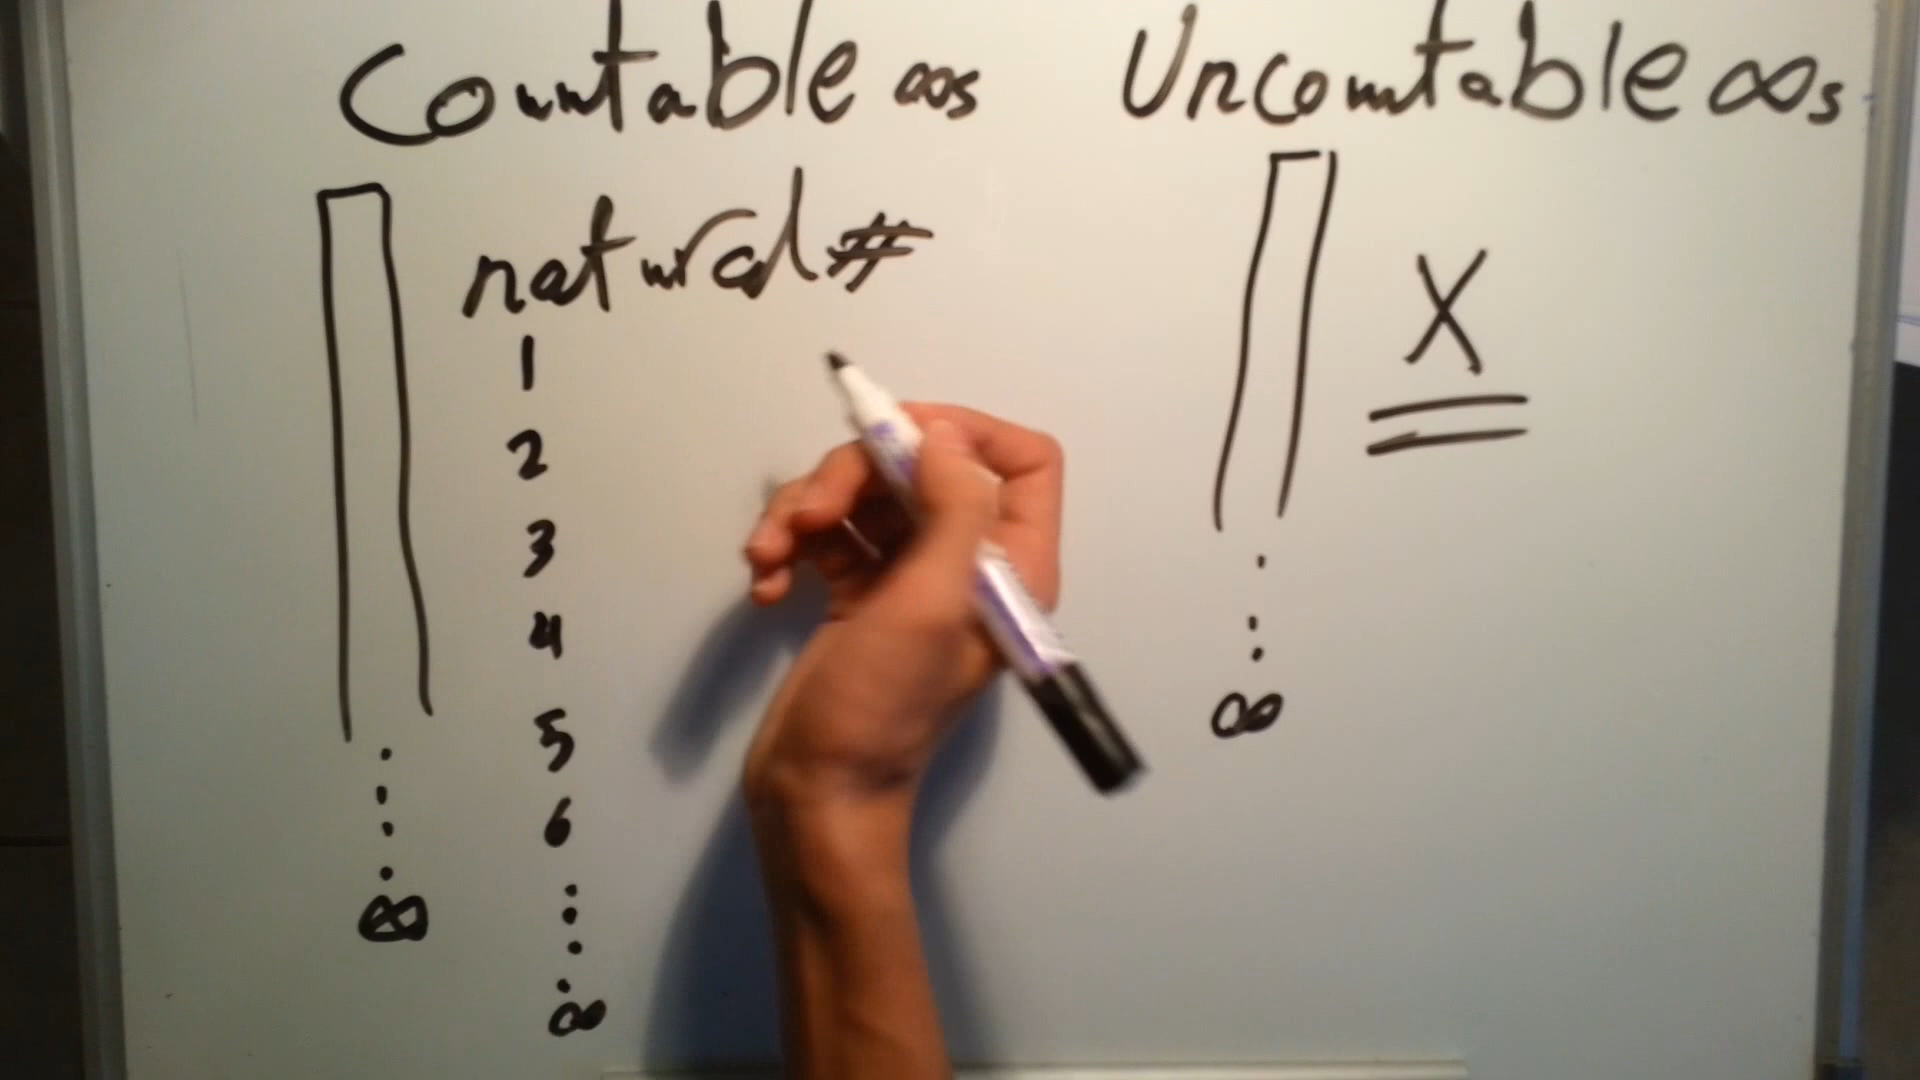 Countable ∞s
Uncountable ∞s
natural #
1
2
3
4
5
6
∞
∞
X
∞